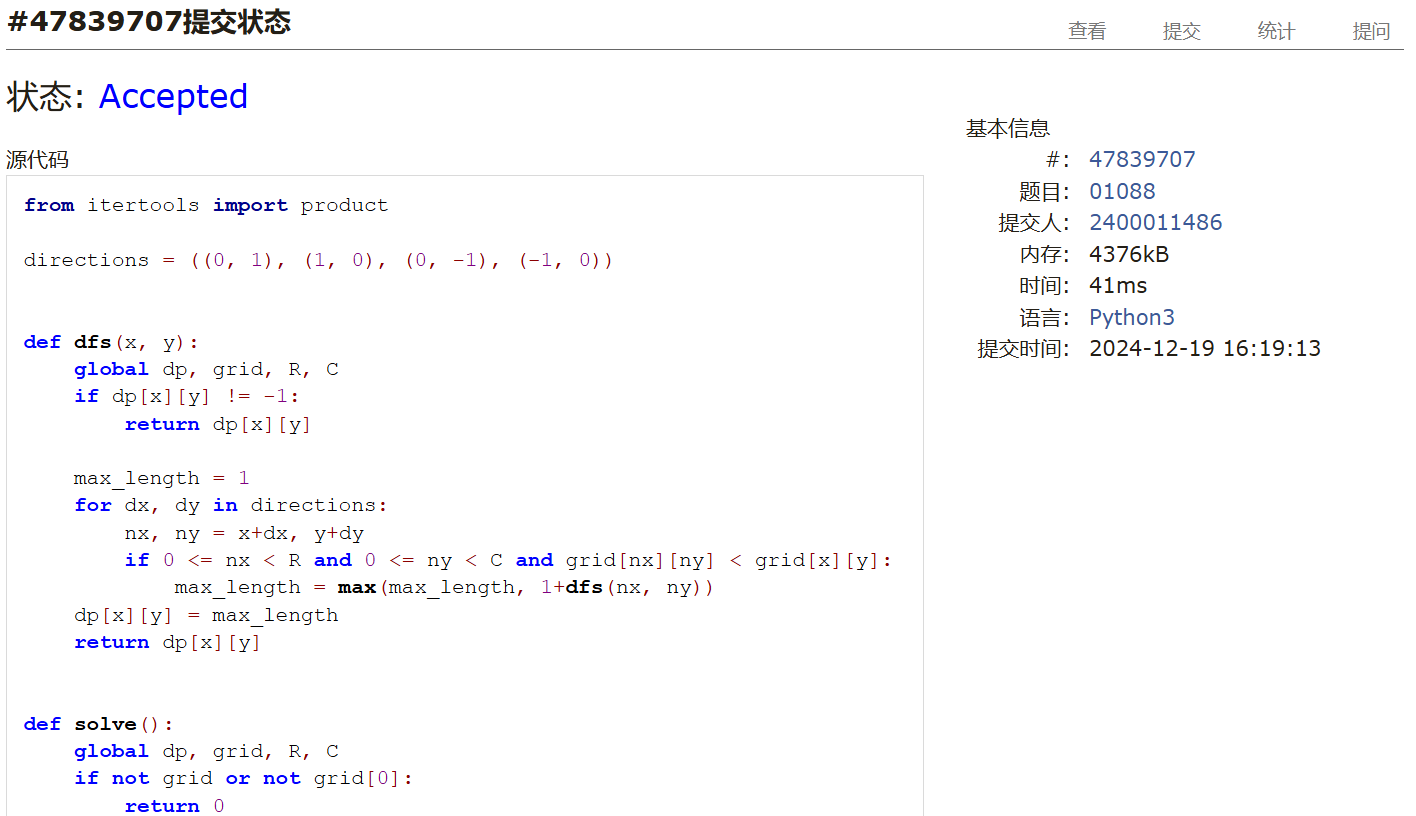 #47839707提交状态
查看 提交 统计 提问
状态: Accepted
源代码
from itertools import product
directions = ((0, 1), (1, 0), (0, -1), (-1, 0))
def dfs(x, y):
    global dp, grid, R, C
    if dp[x][y] != -1:
        return dp[x][y]
    max_length = 1
    for dx, dy in directions:
        nx, ny = x+dx, y+dy
        if 0 <= nx < R and 0 <= ny < C and grid[nx][ny] < grid[x][y]:
            max_length = max(max_length, 1+dfs(nx, ny))
    dp[x][y] = max_length
    return dp[x][y]
def solve():
    global dp, grid, R, C
    if not grid or not grid[0]:
        return 0
基本信息
#: 47839707
题目: 01088
提交人: 2400011486
内存: 4376kB
时间: 41ms
语言: Python3
提交时间: 2024-12-19 16:19:13